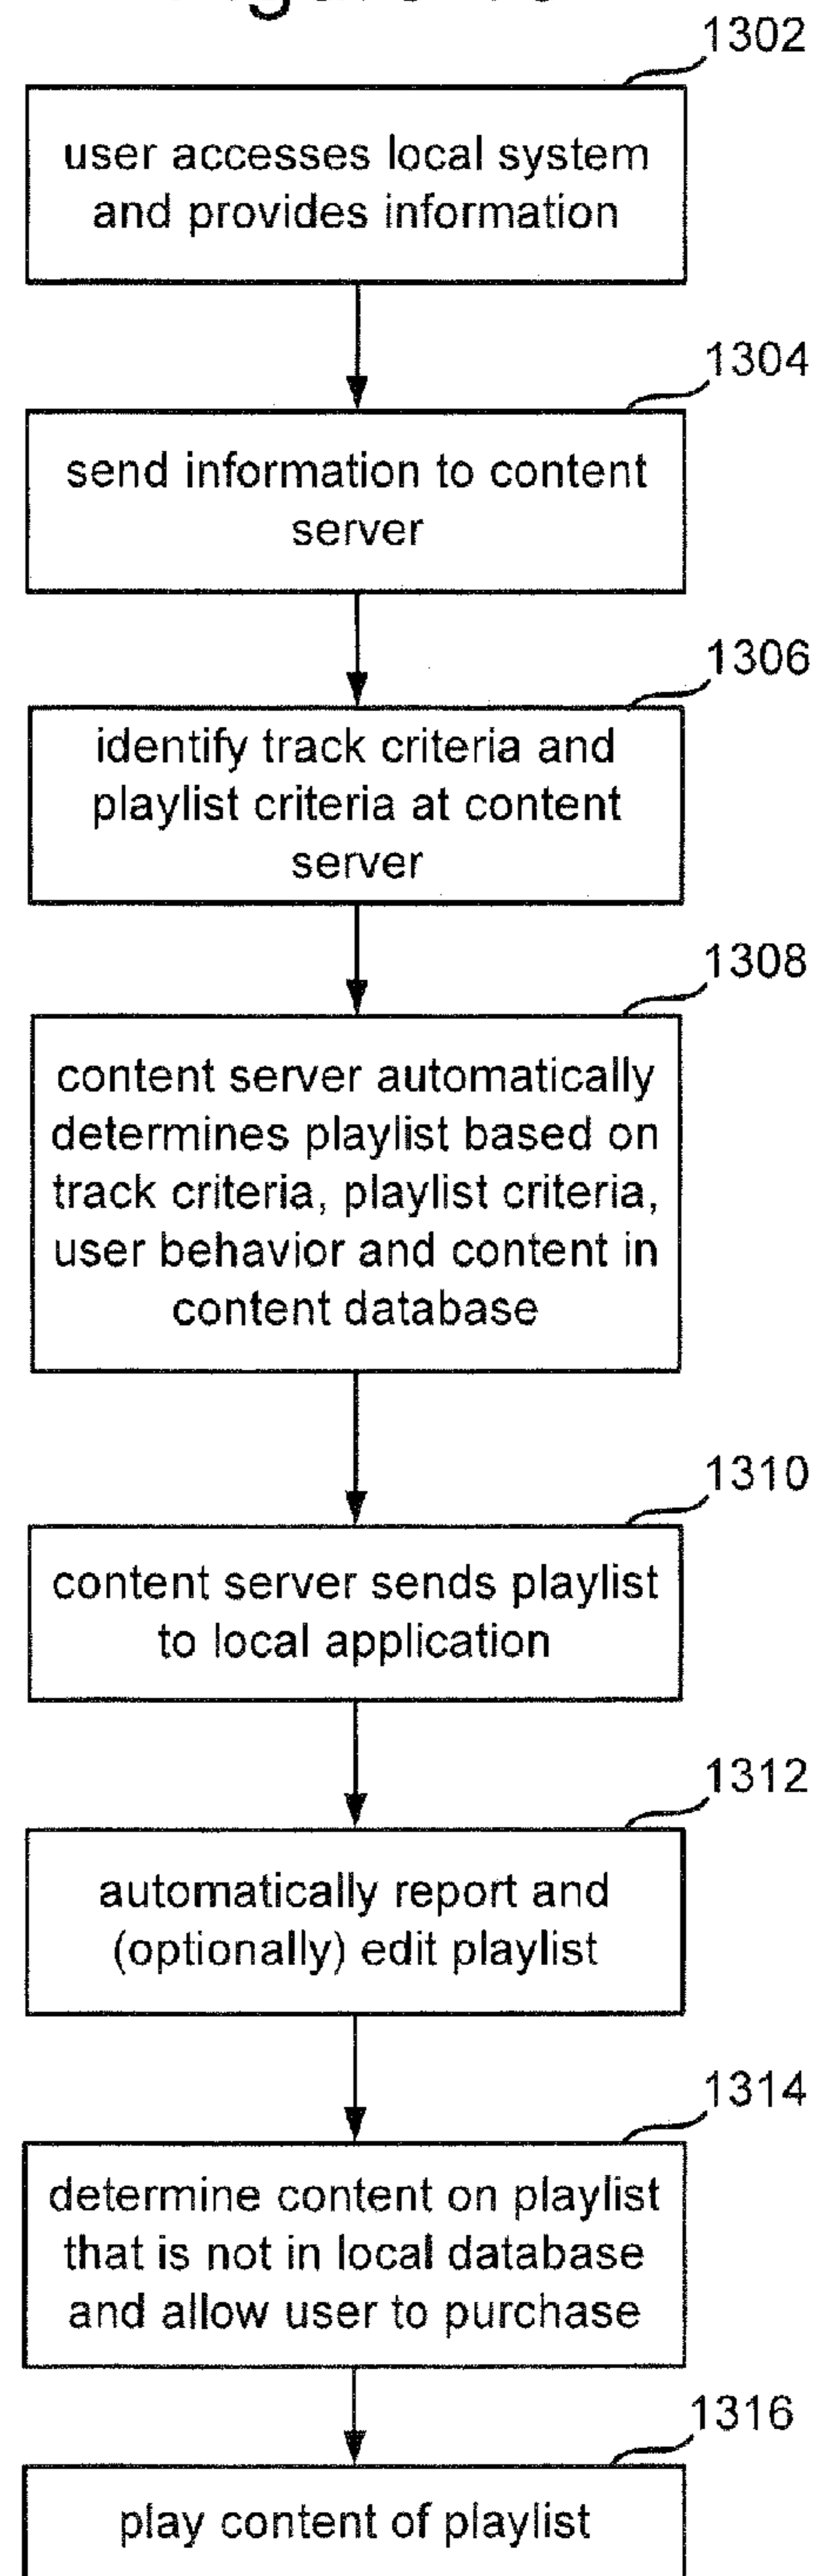 1302
user accesses local system
and provides information
1304
send information to content
server
1306
identify track criteria and
playlist criteria at content
server
1308
content server automatically
determines playlist based on
track criteria, playlist criteria,
user behavior and content in
content database
1310
content server sends playlist
to local application
1312
automatically report and
(optionally) edit playlist
1314
determine content on playlist
that is not in local database
and allow user to purchase
1316
play content of playlist